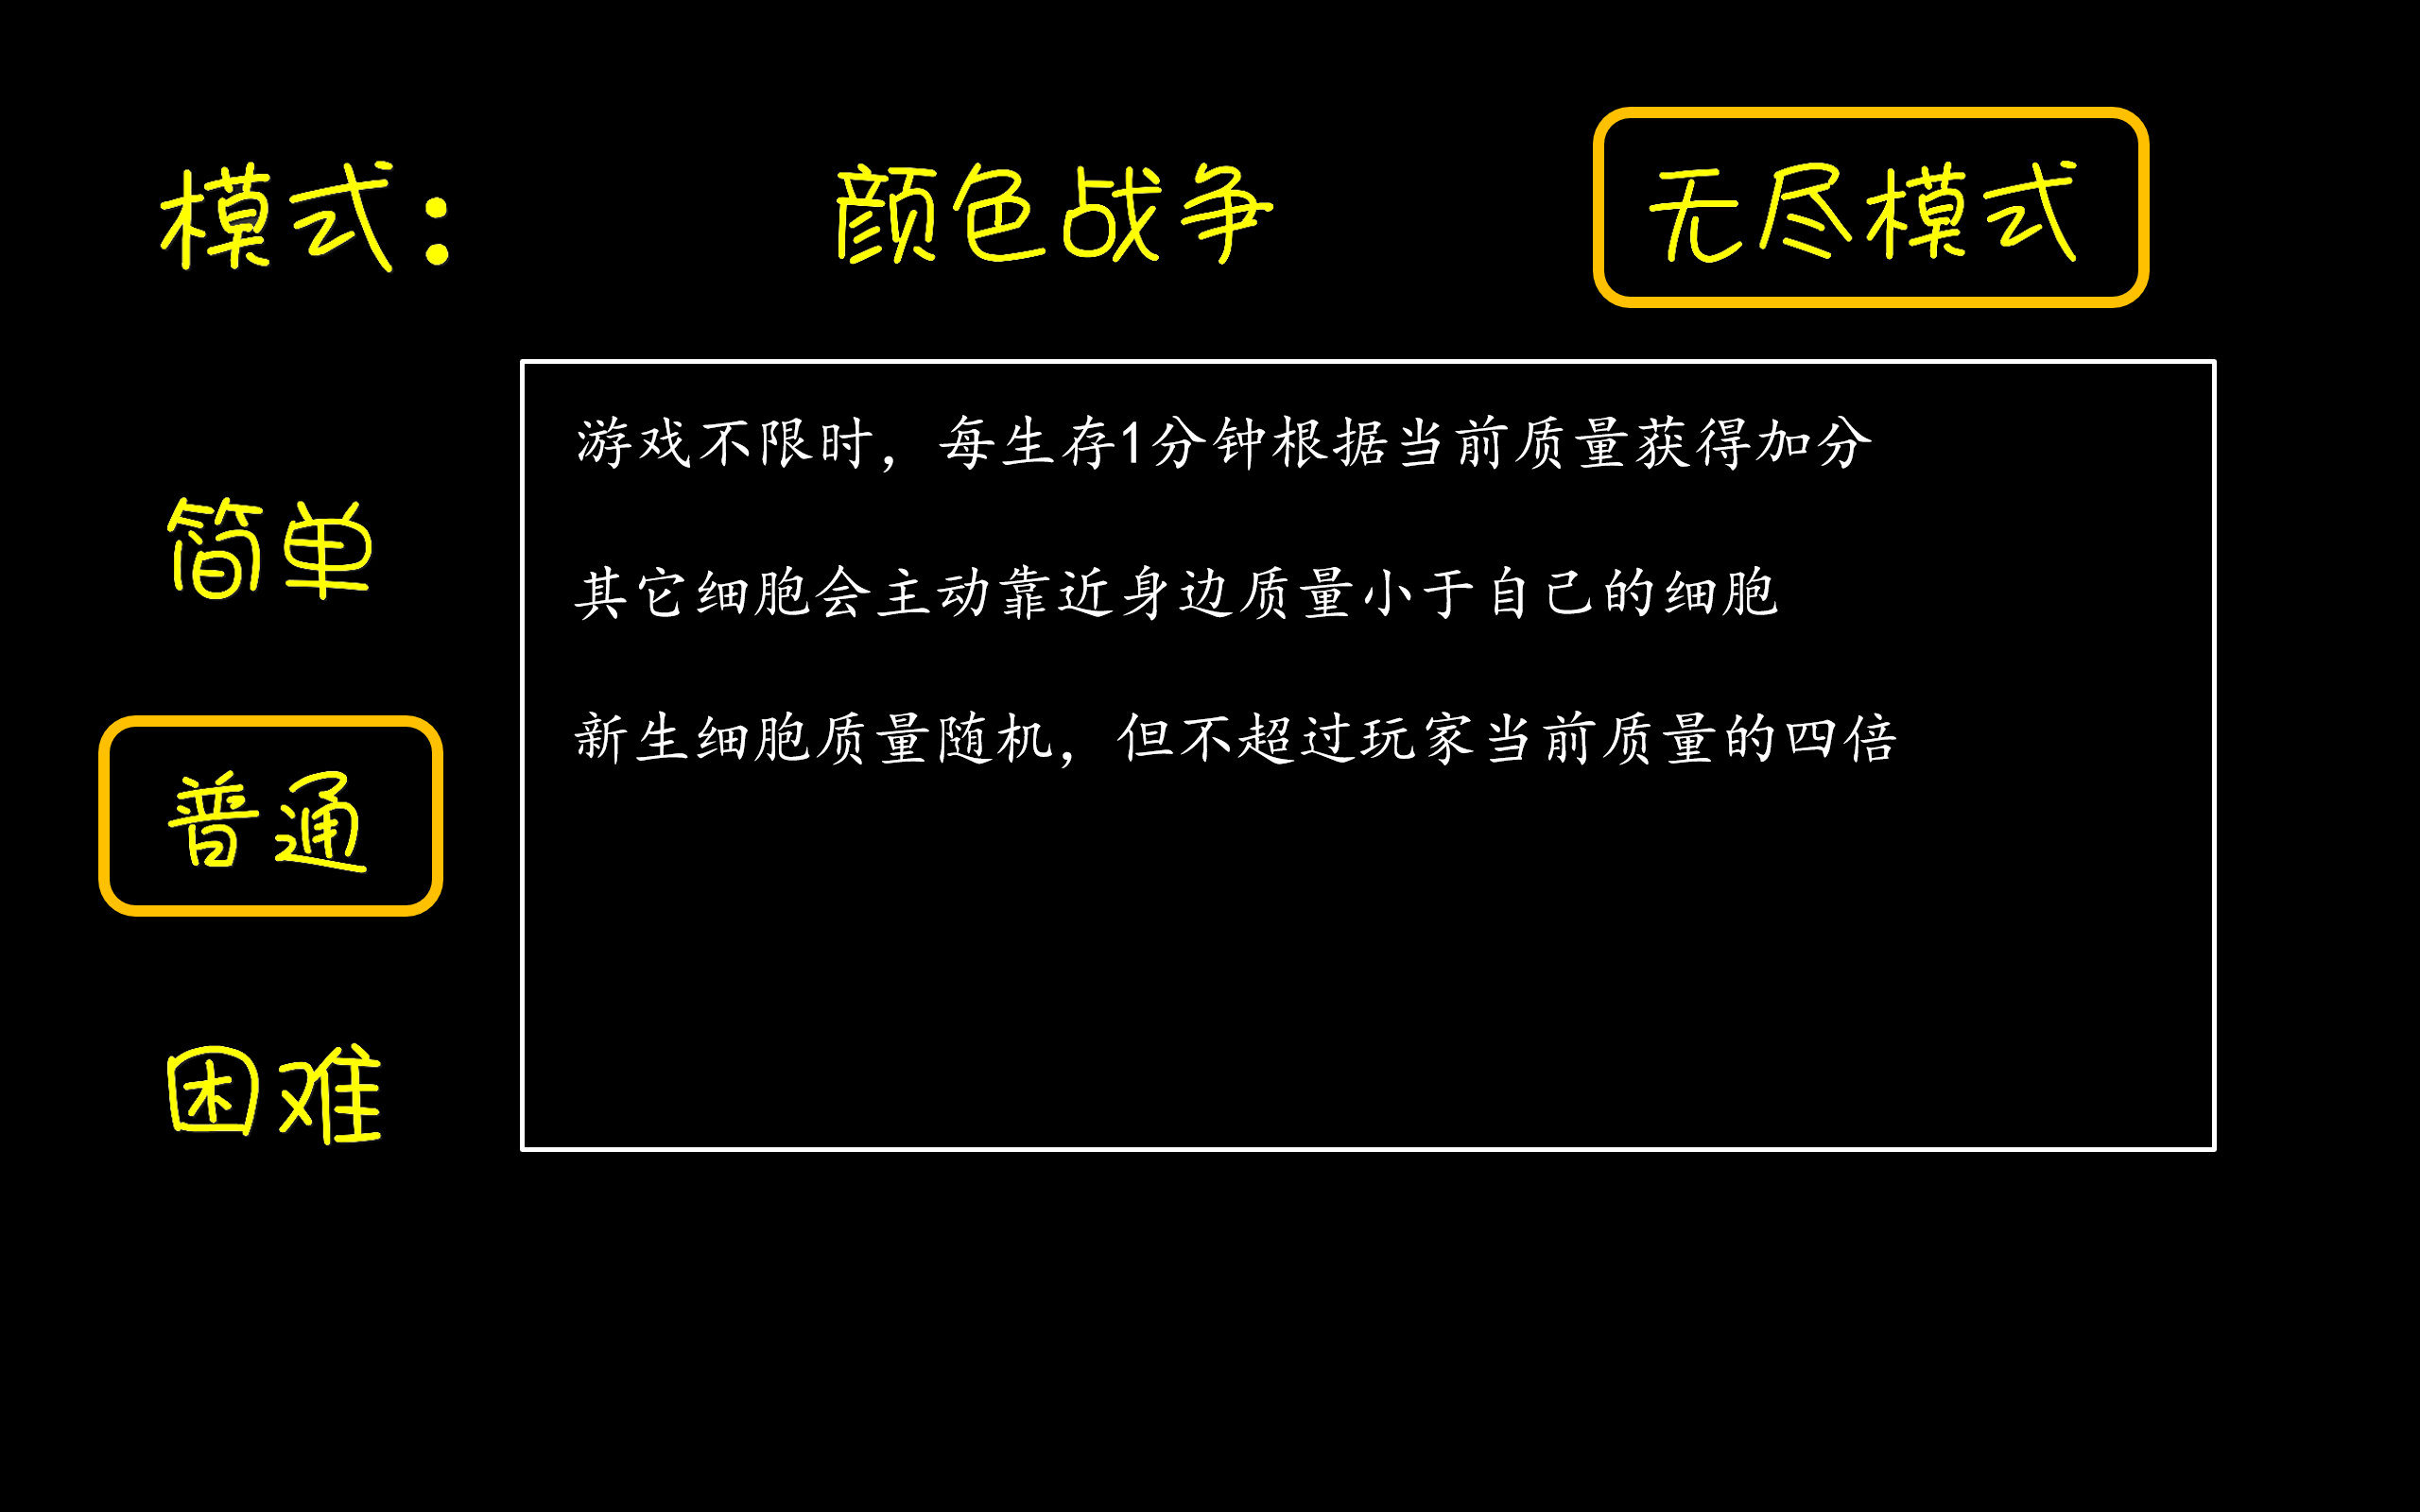 模式： 颜色战争 无尽模式
游戏不限时，每生存1分钟根据当前质量获得加分
简单
其它细胞会主动靠近身边质量小于自己的细胞
新生细胞质量随机，但不超过玩家当前质量的四倍
普通
困难